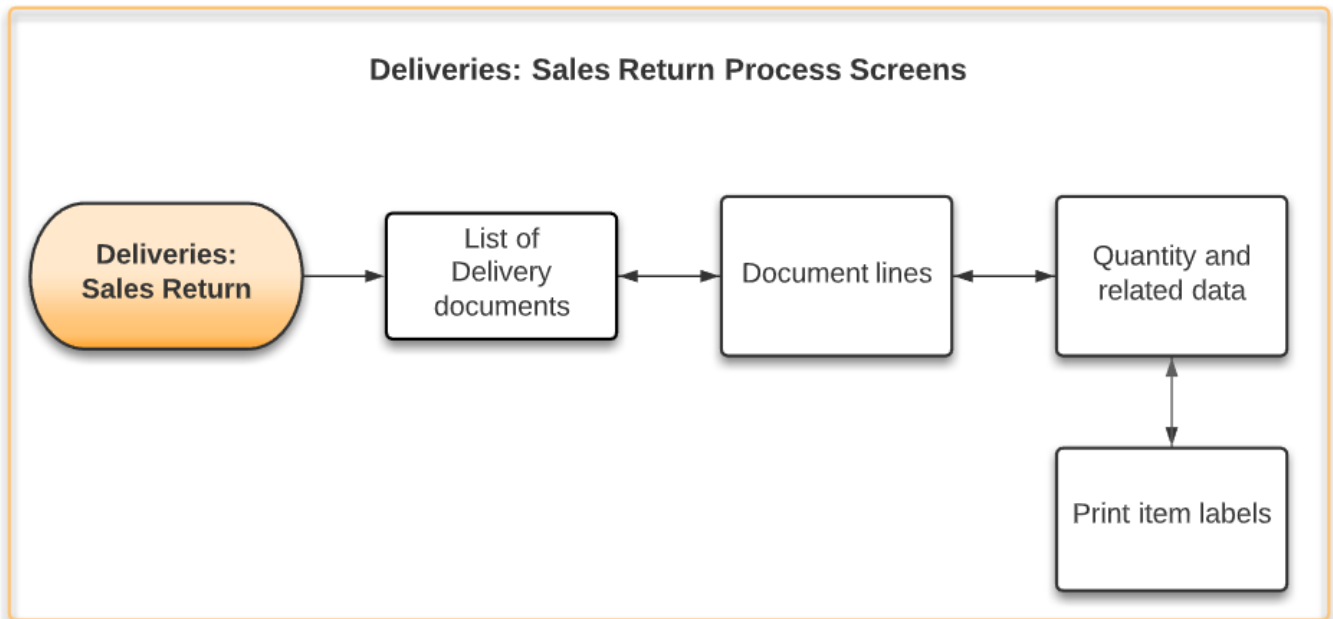 Deliveries: Sales Return Process Screens
Deliveries:
Sales Return
List of
Delivery
documents
Document lines
Quantity and
related data
Print item labels